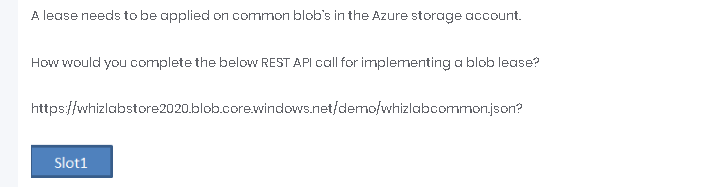 A lease needs to be applied on common blob's in the Azure storage account.
How would you complete the below REST API call for implementing a blob lease?
https://whizlabstore2020.blob.core.windows.net/demo/whizlabcommon.json?
Slot1